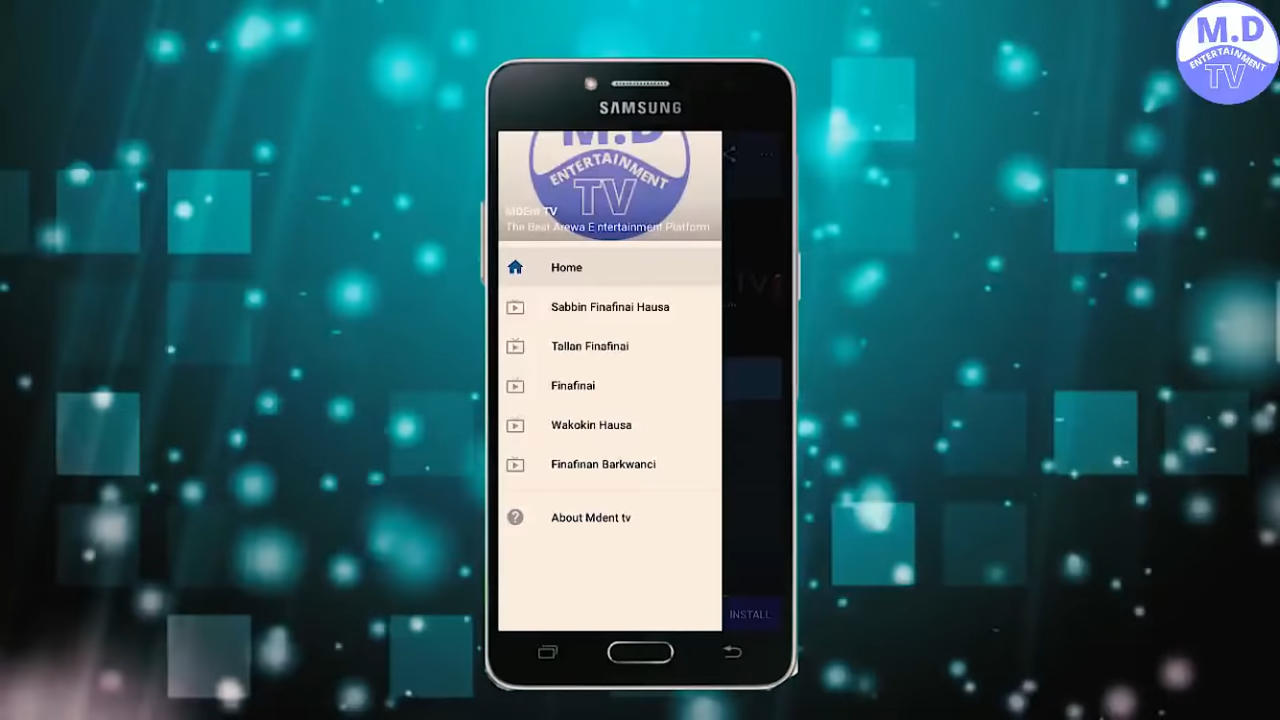 M.D
ENTERTAINMENT
TV
SAMSUNG
M.D
ENTERTAINMENT
TV
MDEnt TV
The Best Arewa Entertainment Platform
Home
Sabbin Finafinai Hausa
Tallan Finafinai
Finafinai
Wakokin Hausa
Finafinan Barkwanci
About Mdent tv
INSTALL